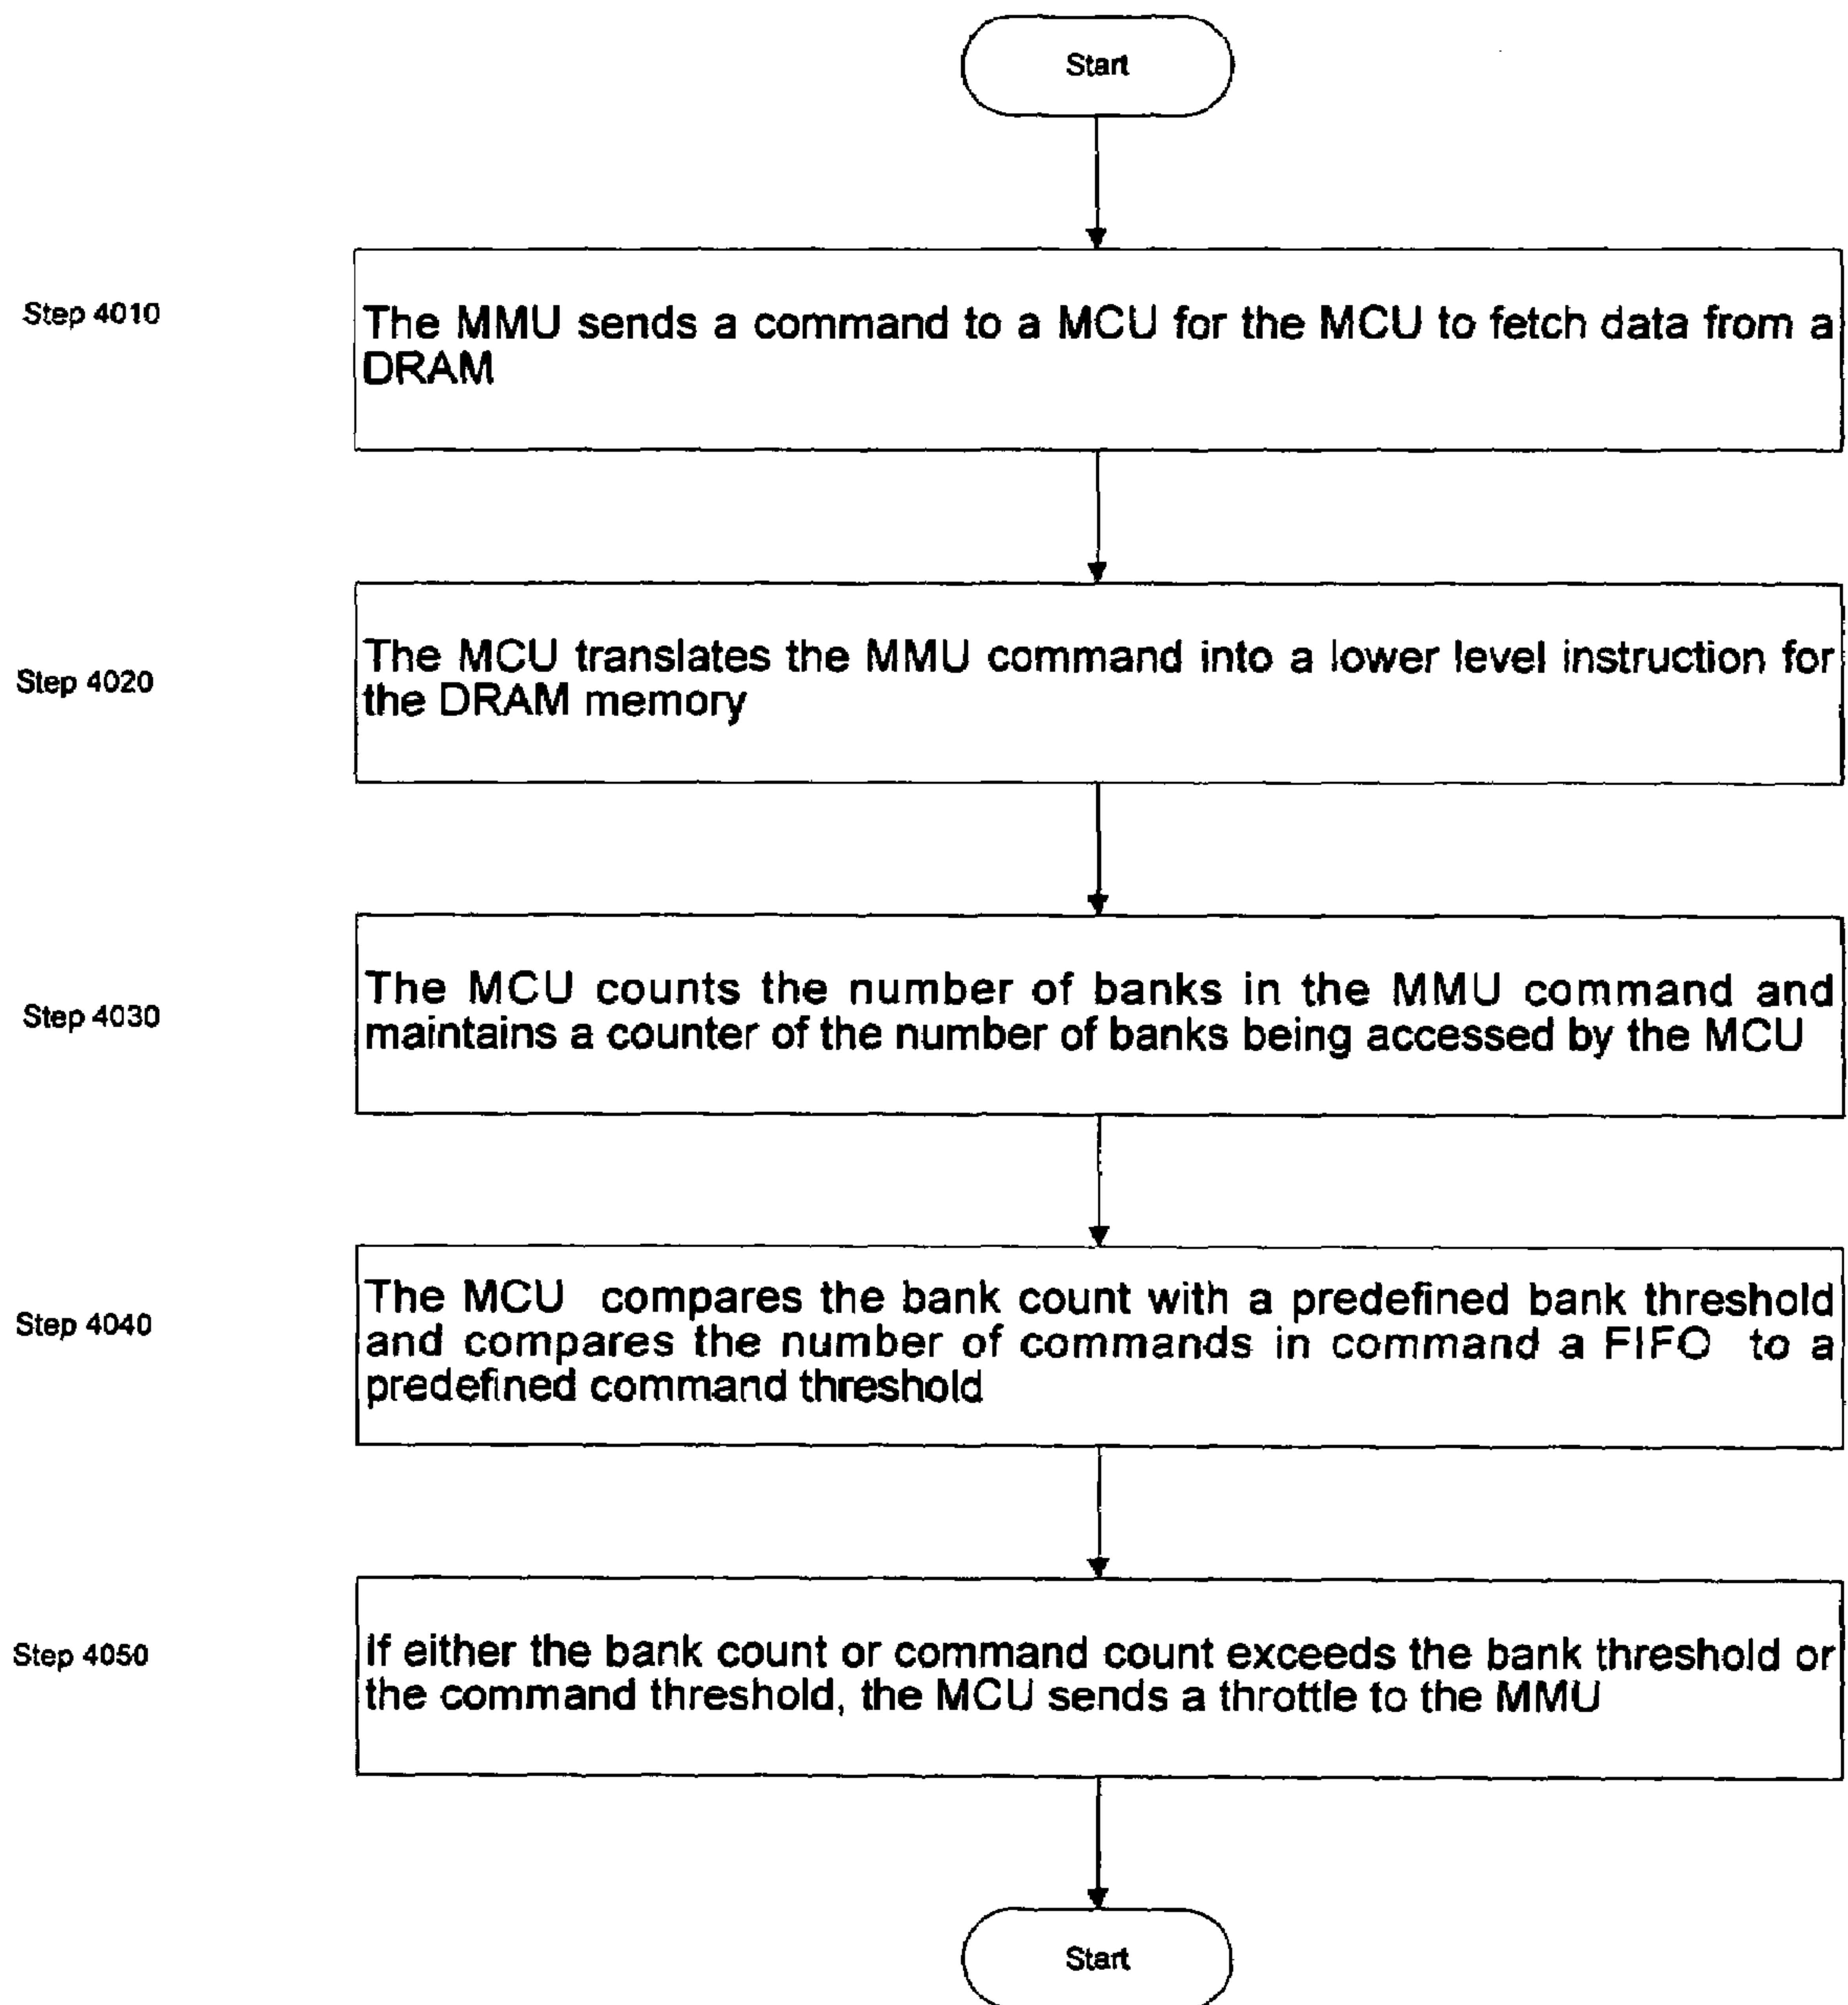 Start
Step 4010
The MMU sends a command to a MCU for the MCU to fetch data from a
DRAM
Step 4020
The MCU translates the MMU command into a lower level instruction for
the DRAM memory
Step 4030
The MCU counts the number of banks in the MMU command and
maintains a counter of the number of banks being accessed by the MCU
Step 4040
The MCU compares the bank count with a predefined bank threshold
and compares the number of commands in command a FIFO to a
predefined command threshold
Step 4050
If either the bank count or command count exceeds the bank threshold or
the command threshold, the MCU sends a throttle to the MMU
Start